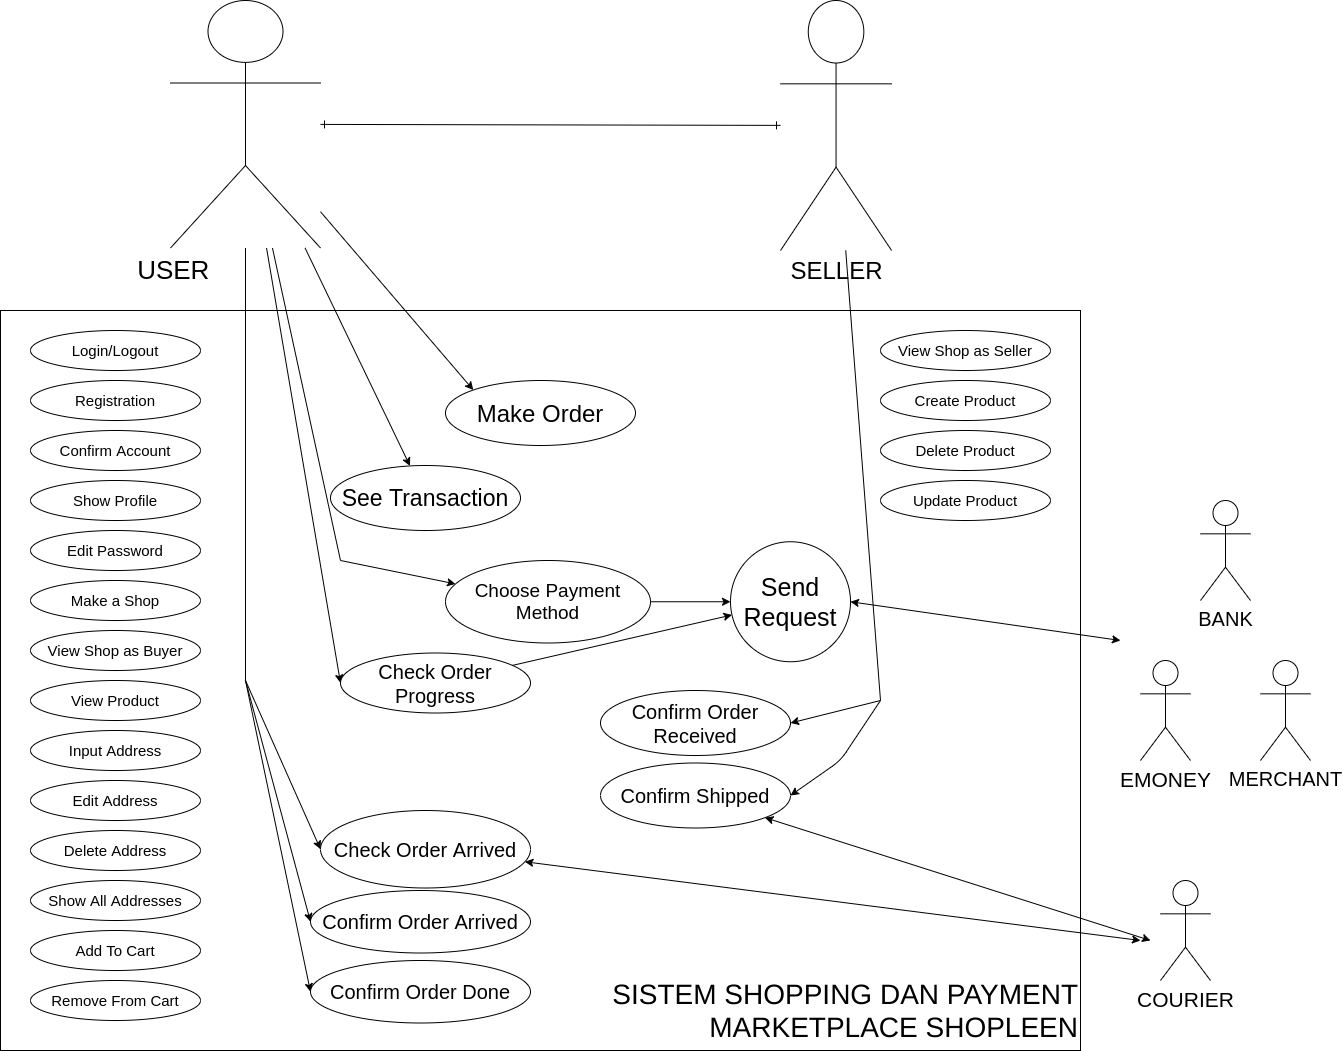 USER
SELLER
Login/Logout
Registration
Confirm Account
Show Profile
Edit Password
Make a Shop
View Shop as Buyer
View Product
Input Address
Edit Address
Delete Address
Show All Addresses
Add To Cart
Remove From Cart
Make Order
See Transaction
Choose Payment
Method
Check Order
Progress
Send
Request
Confirm Order
Received
Confirm Shipped
Check Order Arrived
Confirm Order Arrived
Confirm Order Done
View Shop as Seller
Create Product
Delete Product
Update Product
SISTEM SHOPPING DAN PAYMENT
MARKETPLACE SHOPLEEN
BANK
EMONEY
MERCHANT
COURIER